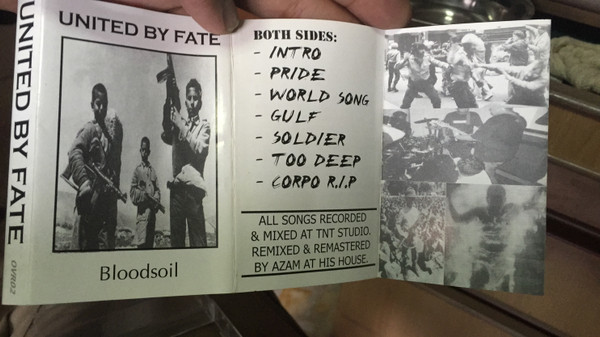 UNITED BY FATE
OVR02
UNITED BY FATE
Bloodsoil
BOTH SIDES:
- INTRO
- PRIDE
- WORLD SONG
- GULF
- SOLDIER
- TOO DEEP
- CORPO R.I.P
ALL SONGS RECORDED
& MIXED AT TNT STUDIO.
REMIXED & REMASTERED
BY AZAM AT HIS HOUSE.